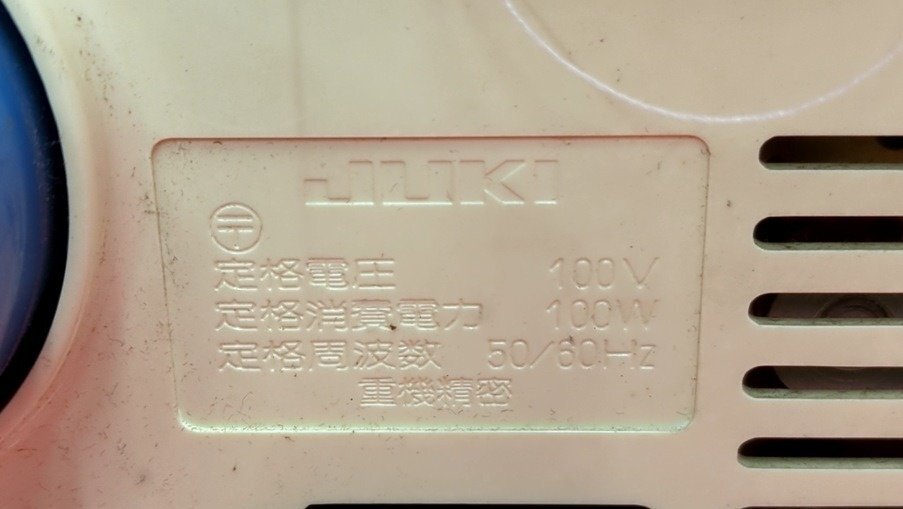 JUKI
〒
定格電圧 100V
定格消費電力 100W
定格周波数 50/60Hz
重機精密